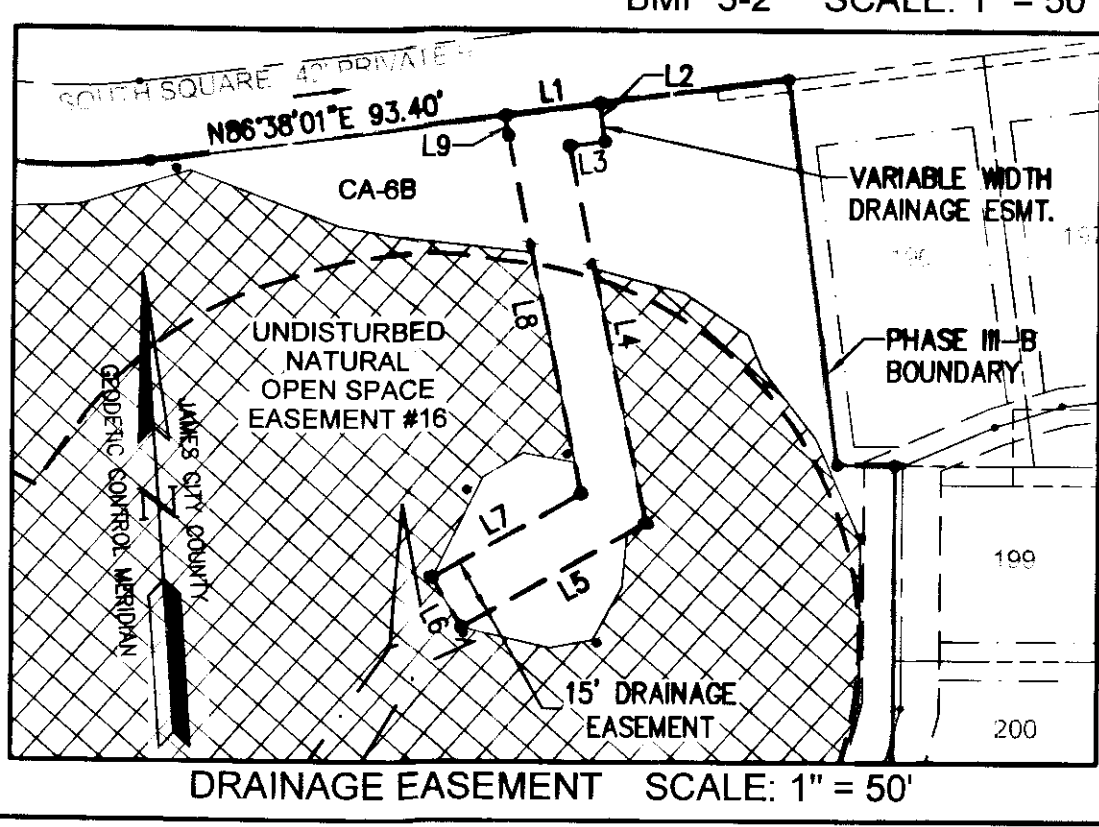 BMP 3-2 SCALE: 1" = 50'
SOUTH SQUARE 40' PRIVATE
N86°38'01"E 93.40'
L1
L2
L9
L3
CA-6B
VARIABLE WIDTH
DRAINAGE ESMT.
196
197
UNDISTURBED
NATURAL
OPEN SPACE
EASEMENT #16
L8
L4
PHASE III-B
BOUNDARY
JAMES CITY COUNTY
GEODETIC CONTROL MERIDIAN
L7
L5
L6
199
15' DRAINAGE
EASEMENT
200
DRAINAGE EASEMENT SCALE: 1" = 50'